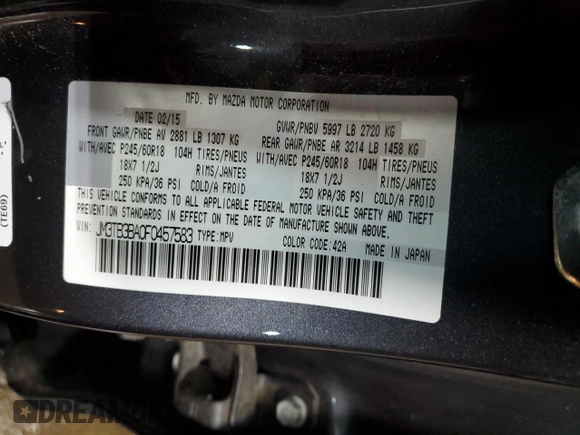 MFD. BY MAZDA MOTOR CORPORATION
DATE 02/15 GVWR/PNBV 5997 LB 2720 KG
FRONT GAWR/PNBE AV 2881 LB 1307 KG REAR GAWR/PNBE AR 3214 LB 1458 KG
WITH/AVEC P245/60R18 104H TIRES/PNEUS WITH/AVEC P245/60R18 104H TIRES/PNEUS
18X7 1/2J RIMS/JANTES 18X7 1/2J RIMS/JANTES
250 KPA/36 PSI COLD/A FROID 250 KPA/36 PSI COLD/A FROID
THIS VEHICLE CONFORMS TO ALL APPLICABLE FEDERAL MOTOR VEHICLE SAFETY AND THEFT
PREVENTION STANDARDS IN EFFECT ON THE DATE OF MANUFACTURE SHOWN ABOVE.
VIN: JM3TB3BA0F0457583 TYPE:MPV COLOR CODE:42A MADE IN JAPAN
(TE69)